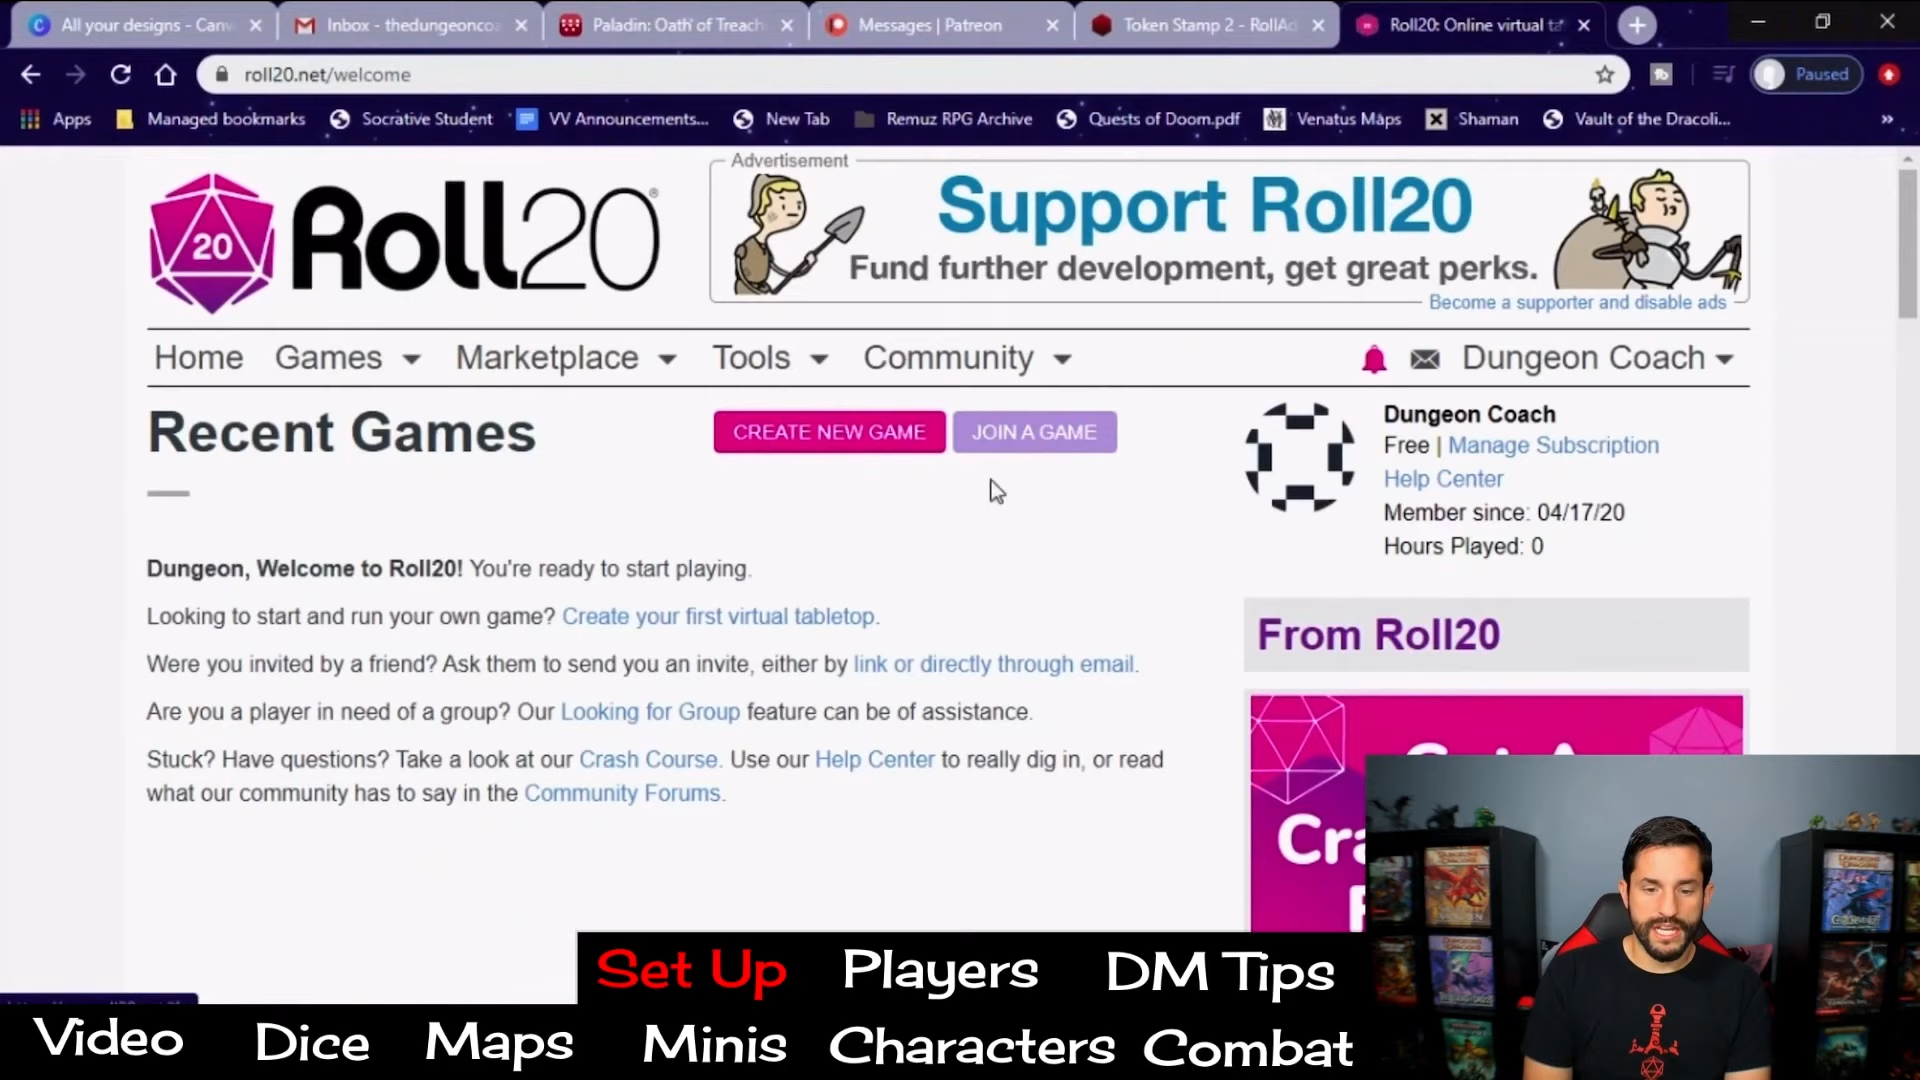 All your designs - Canv
Inbox - thedungeoncoa
Paladin: Oath of Treach
Messages | Patreon
Token Stamp 2 - RollAd
Roll20: Online virtual ta
roll20.net/welcome
Paused
Apps
Managed bookmarks
Socrative Student
VV Announcements...
New Tab
Remuz RPG Archive
Quests of Doom.pdf
Venatus Maps
Shaman
Vault of the Dracoli...
»
20
Roll20®
Advertisement
Support Roll20
Fund further development, get great perks.
Become a supporter and disable ads
Home Games Marketplace Tools Community
Dungeon Coach
Recent Games
CREATE NEW GAME
JOIN A GAME
Dungeon Coach
Free | Manage Subscription
Help Center
Member since: 04/17/20
Hours Played: 0
Dungeon, Welcome to Roll20! You're ready to start playing.
Looking to start and run your own game? Create your first virtual tabletop.
Were you invited by a friend? Ask them to send you an invite, either by link or directly through email.
Are you a player in need of a group? Our Looking for Group feature can be of assistance.
Stuck? Have questions? Take a look at our Crash Course. Use our Help Center to really dig in, or read
what our community has to say in the Community Forums.
From Roll20
Set Up Players DM Tips
Video Dice Maps Minis Characters Combat